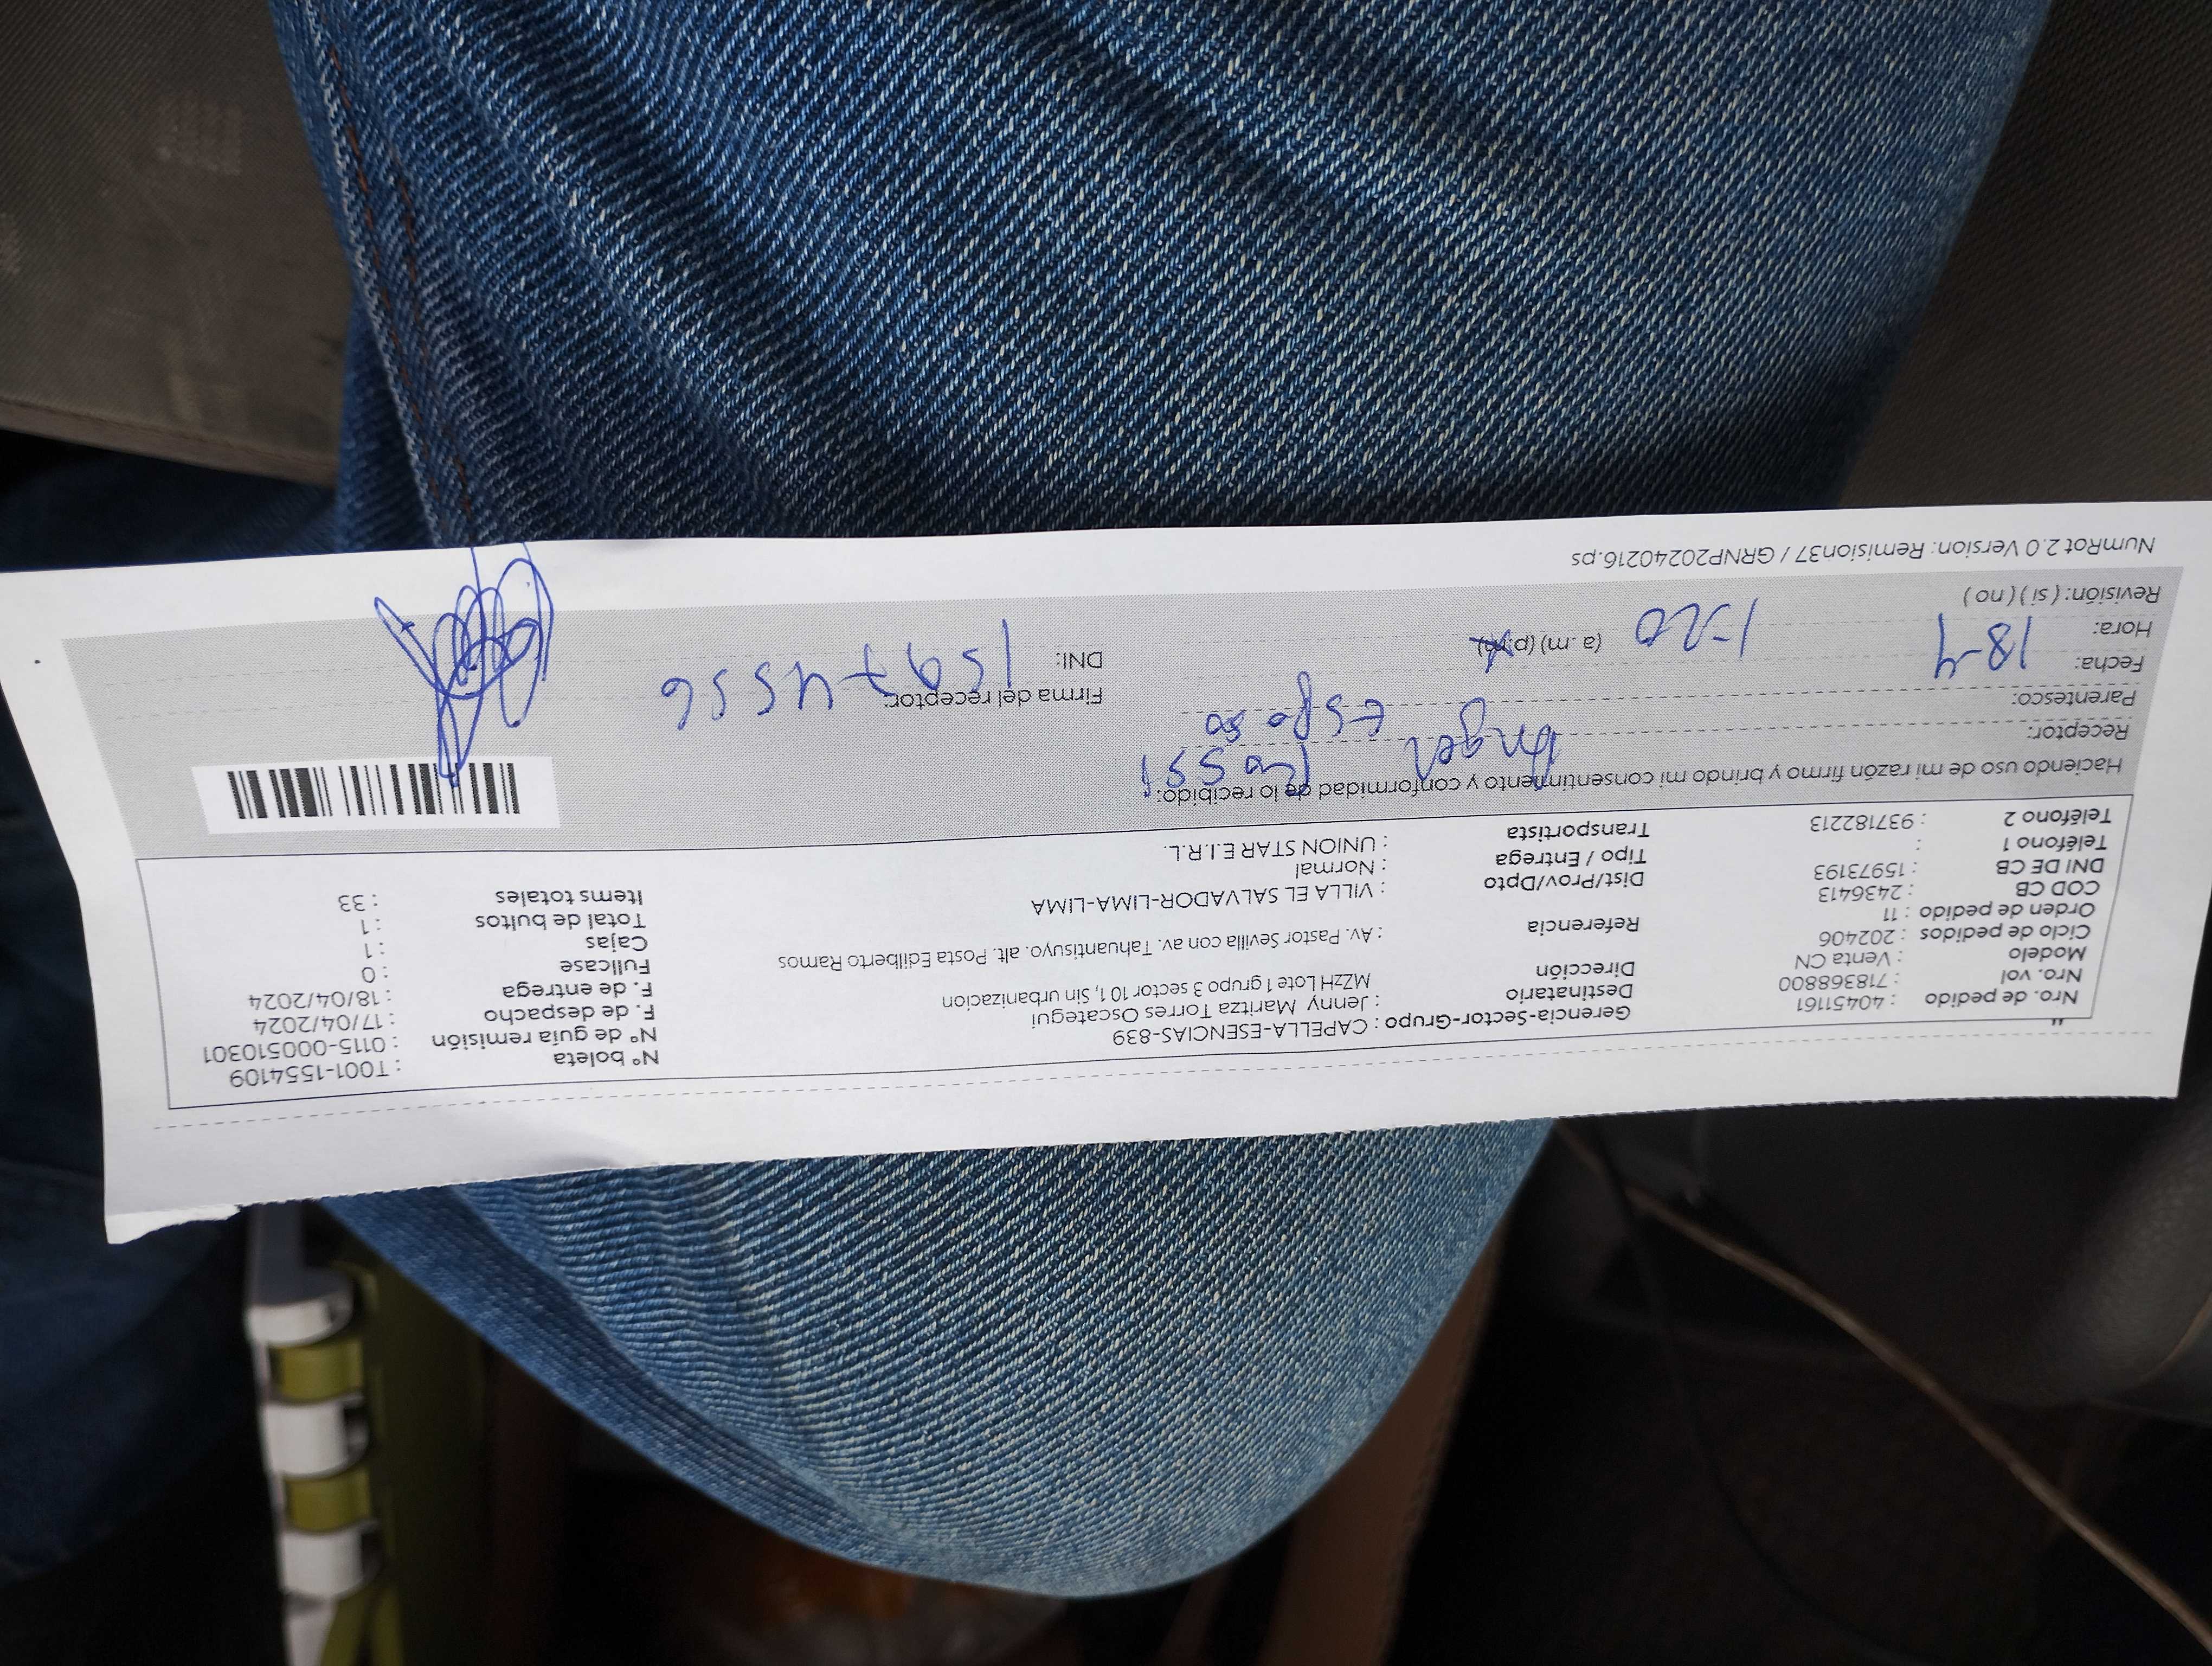 Nro. de pedido : 40451161
Nro. vol : 718368800
Modelo : Venta CN
Ciclo de pedidos : 202406
Orden de pedido : 11
COD CB : 2436413
DNI DE CB : 15973193
Teléfono 1 :
Teléfono 2 : 937182213
Gerencia-Sector-Grupo : CAPELLA-ESENCIAS-839
Destinatario : Jenny Maritza Torres Oscategui
Dirección MZH Lote 1 grupo 3 sector 10 1, Sin urbanizacion
Referencia : Av. Pastor Sevilla con av. Tahuantisuyo. alt. Posta Edilberto Ramos
Dist/Prov/Dpto : VILLA EL SALVADOR-LIMA-LIMA
Tipo / Entrega : Normal
Transportista : UNION STAR E.I.R.L.
N° boleta : T001-1554109
N° de guía remisión : 0115-000510301
F. de despacho : 17/04/2024
F. de entrega : 18/04/2024
Fullcase : 0
Cajas : 1
Total de bultos : 1
Items totales : 33
Haciendo uso de mi razón firmo y brindo mi consentimiento y conformidad de lo recibido:
Receptor: Angel Rossi
Parentesco: Esposo
Fecha: 18-4
Hora: 1-20 (a.m) (p.m)
Revisión: (si) (no)
Firma del receptor:
DNI: 15974556
NumRot 2.0 Version: Remision37 / GRNP20240216.ps